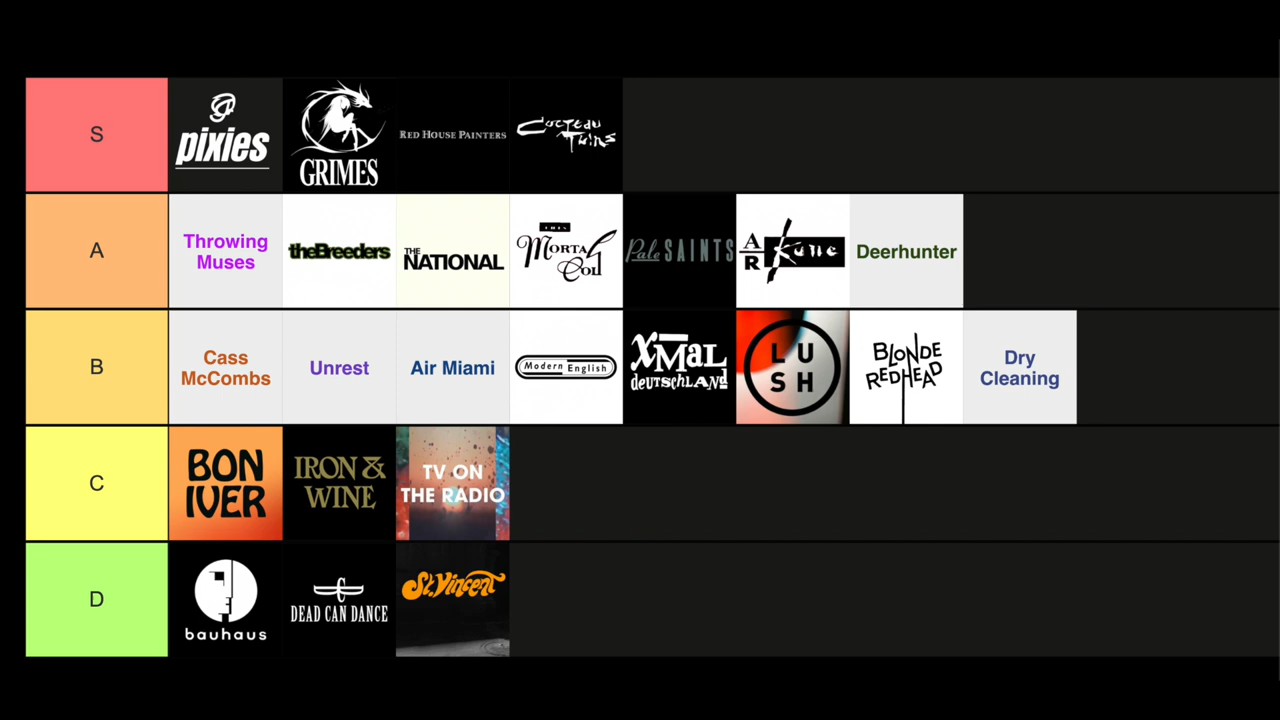 S
pixies
GRIMES
RED HOUSE PAINTERS
Cocteau
Twins
A
Throwing
Muses
theBreeders
THE
NATIONAL
THIS
Mortal
Coil
Pale SAINTS
A
R
Kane
Deerhunter
B
Cass
McCombs
Unrest
Air Miami
Modern English
XMAL
deutschland
LU
SH
BLONDE
REDHEAD
Dry
Cleaning
C
BON
IVER
IRON &
WINE
TV ON
THE RADIO
D
bauhaus
DEAD CAN DANCE
St. Vincent